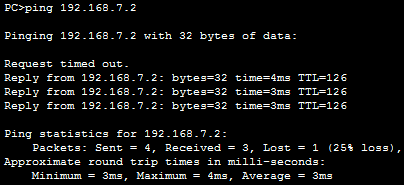 PC>ping 192.168.7.2
Pinging 192.168.7.2 with 32 bytes of data:
Request timed out.
Reply from 192.168.7.2: bytes=32 time=4ms TTL=126
Reply from 192.168.7.2: bytes=32 time=3ms TTL=126
Reply from 192.168.7.2: bytes=32 time=3ms TTL=126
Ping statistics for 192.168.7.2:
    Packets: Sent = 4, Received = 3, Lost = 1 (25% loss),
Approximate round trip times in milli-seconds:
    Minimum = 3ms, Maximum = 4ms, Average = 3ms